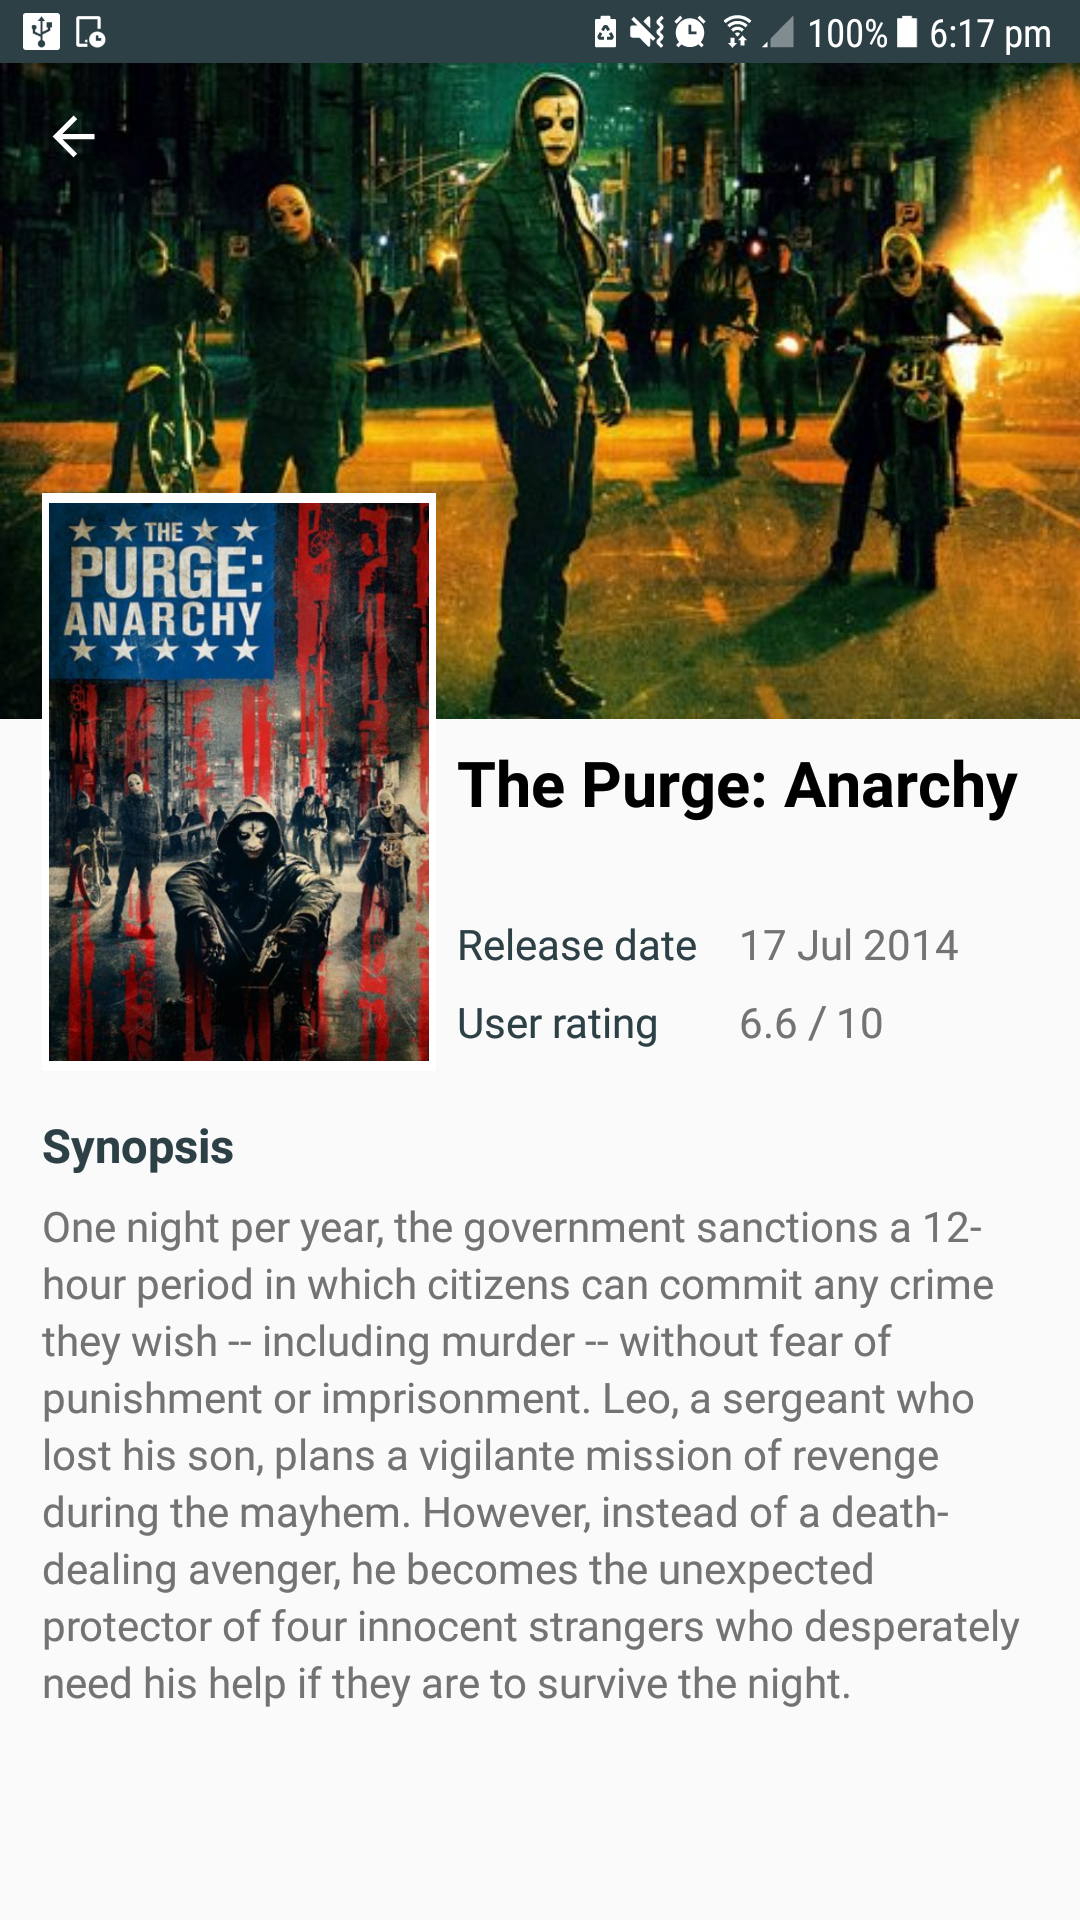 100% 6:17 pm
314
THE
PURGE:
ANARCHY
314
The Purge: Anarchy
Release date 17 Jul 2014
User rating 6.6 / 10
Synopsis
One night per year, the government sanctions a 12-
hour period in which citizens can commit any crime
they wish -- including murder -- without fear of
punishment or imprisonment. Leo, a sergeant who
lost his son, plans a vigilante mission of revenge
during the mayhem. However, instead of a death-
dealing avenger, he becomes the unexpected
protector of four innocent strangers who desperately
need his help if they are to survive the night.